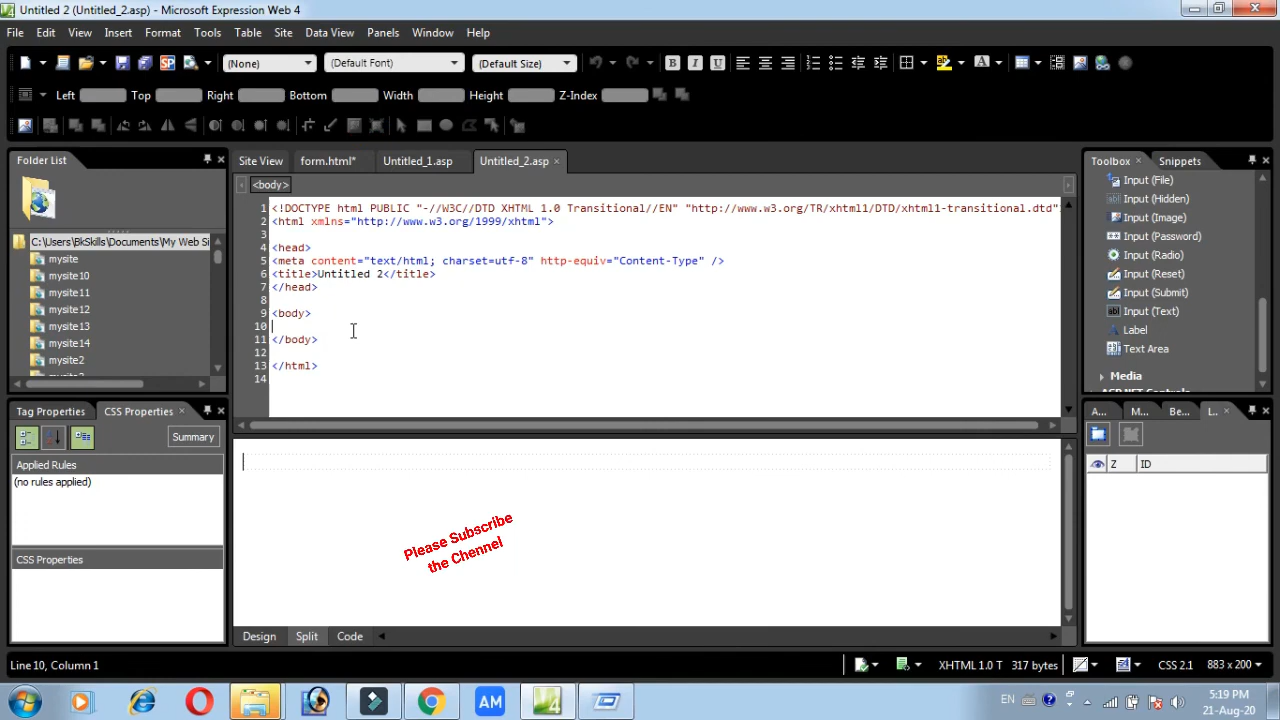 Untitled 2 (Untitled_2.asp) - Microsoft Expression Web 4
File Edit View Insert Format Tools Table Site Data View Panels Window Help
(None) (Default Font) (Default Size) B I U
Left Top Right Bottom Width Height Z-Index
Folder List
C:\Users\BkSkills\Documents\My Web Si
mysite
mysite10
mysite11
mysite12
mysite13
mysite14
mysite2
Tag Properties CSS Properties
Summary
Applied Rules
(no rules applied)
CSS Properties
Site View form.html* Untitled_1.asp Untitled_2.asp
<body>
1 <!DOCTYPE html PUBLIC "-//W3C//DTD XHTML 1.0 Transitional//EN" "http://www.w3.org/TR/xhtml1/DTD/xhtml1-transitional.dtd"
2 <html xmlns="http://www.w3.org/1999/xhtml">
3
4 <head>
5 <meta content="text/html; charset=utf-8" http-equiv="Content-Type" />
6 <title>Untitled 2</title>
7 </head>
8
9 <body>
10
11 </body>
12
13 </html>
14
Please Subscribe
the Chennel
Design Split Code
Toolbox Snippets
Input (File)
Input (Hidden)
Input (Image)
Input (Password)
Input (Radio)
Input (Reset)
Input (Submit)
Input (Text)
Label
Text Area
Media
A... M... Be... L...
Z ID
Line 10, Column 1 XHTML 1.0 T 317 bytes CSS 2.1 883 x 200
AM EN 5:19 PM
21-Aug-20